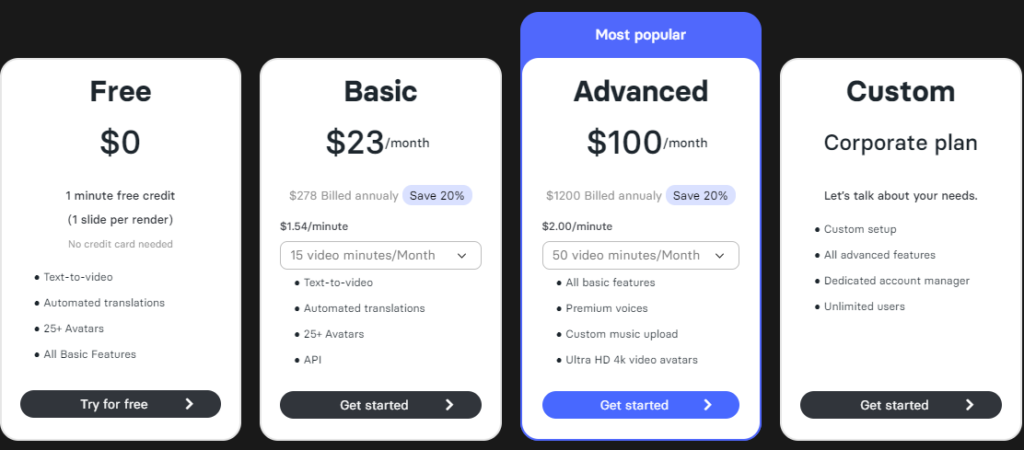 Most popular
Free
$0
1 minute free credit
(1 slide per render)
No credit card needed
Text-to-video
Automated translations
25+ Avatars
All Basic Features
Try for free
Basic
$23/month
$278 Billed annualy Save 20%
$1.54/minute
15 video minutes/Month
Text-to-video
Automated translations
25+ Avatars
API
Get started
Advanced
$100/month
$1200 Billed annualy Save 20%
$2.00/minute
50 video minutes/Month
All basic features
Premium voices
Custom music upload
Ultra HD 4k video avatars
Get started
Custom
Corporate plan
Let's talk about your needs.
Custom setup
All advanced features
Dedicated account manager
Unlimited users
Get started